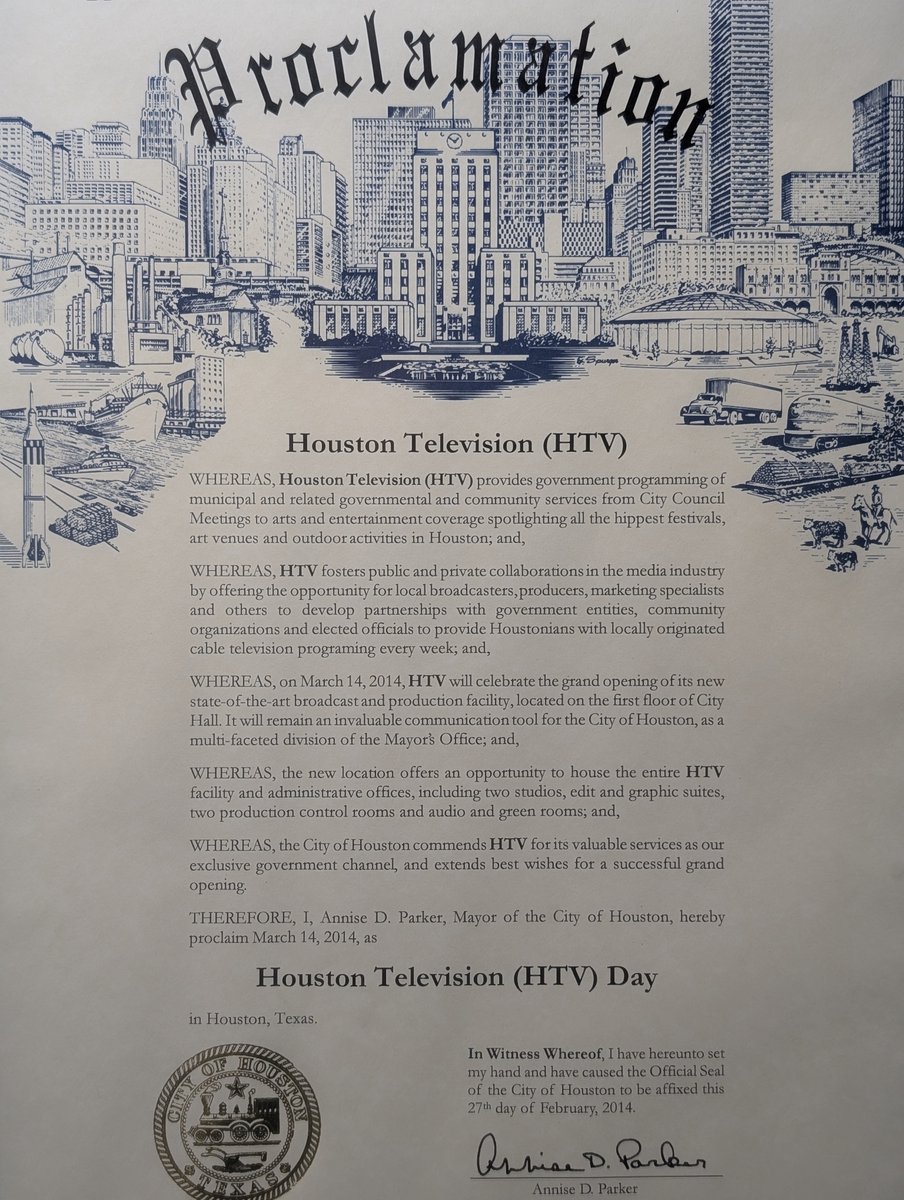 Proclamation
Houston Television (HTV)
WHEREAS, Houston Television (HTV) provides government programming of
municipal and related governmental and community services from City Council
Meetings to arts and entertainment coverage spotlighting all the hippest festivals,
art venues and outdoor activities in Houston; and,
WHEREAS, HTV fosters public and private collaborations in the media industry
by offering the opportunity for local broadcasters, producers, marketing specialists
and others to develop partnerships with government entities, community
organizations and elected officials to provide Houstonians with locally originated
cable television programing every week; and,
WHEREAS, on March 14, 2014, HTV will celebrate the grand opening of its new
state-of-the-art broadcast and production facility, located on the first floor of City
Hall. It will remain an invaluable communication tool for the City of Houston, as a
multi-faceted division of the Mayor's Office; and,
WHEREAS, the new location offers an opportunity to house the entire HTV
facility and administrative offices, including two studios, edit and graphic suites,
two production control rooms and audio and green rooms; and,
WHEREAS, the City of Houston commends HTV for its valuable services as our
exclusive government channel, and extends best wishes for a successful grand
opening.
THEREFORE, I, Annise D. Parker, Mayor of the City of Houston, hereby
proclaim March 14, 2014, as
Houston Television (HTV) Day
in Houston, Texas.
CITY OF HOUSTON
TEXAS
In Witness Whereof, I have hereunto set
my hand and have caused the Official Seal
of the City of Houston to be affixed this
27th day of February, 2014.
Annise D. Parker
Annise D. Parker